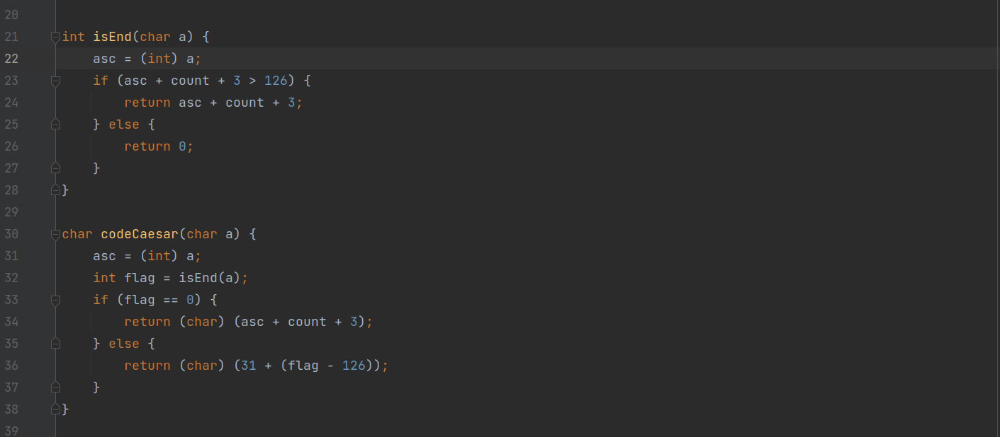 20
21 int isEnd(char a) {
22     asc = (int) a;
23     if (asc + count + 3 > 126) {
24         return asc + count + 3;
25     } else {
26         return 0;
27     }
28 }
29
30 char codeCaesar(char a) {
31     asc = (int) a;
32     int flag = isEnd(a);
33     if (flag == 0) {
34         return (char) (asc + count + 3);
35     } else {
36         return (char) (31 + (flag - 126));
37     }
38 }
39